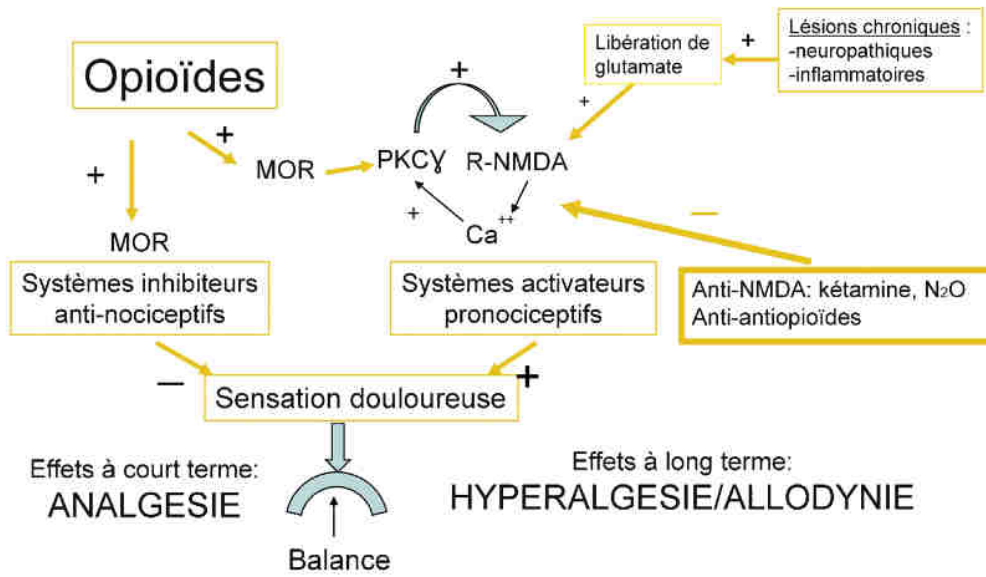 Opioïdes
+
+
MOR
MOR
Systèmes inhibiteurs
anti-nociceptifs
PKCγ
+
R-NMDA
+
Ca++
Libération de
glutamate
+
+
Lésions chroniques :
-neuropathiques
-inflammatoires
Systèmes activateurs
pronociceptifs
—
Anti-NMDA: kétamine, N₂O
Anti-antiopioïdes
—
+
Sensation douloureuse
Effets à court terme:
ANALGESIE
Effets à long terme:
HYPERALGESIE/ALLODYNIE
Balance